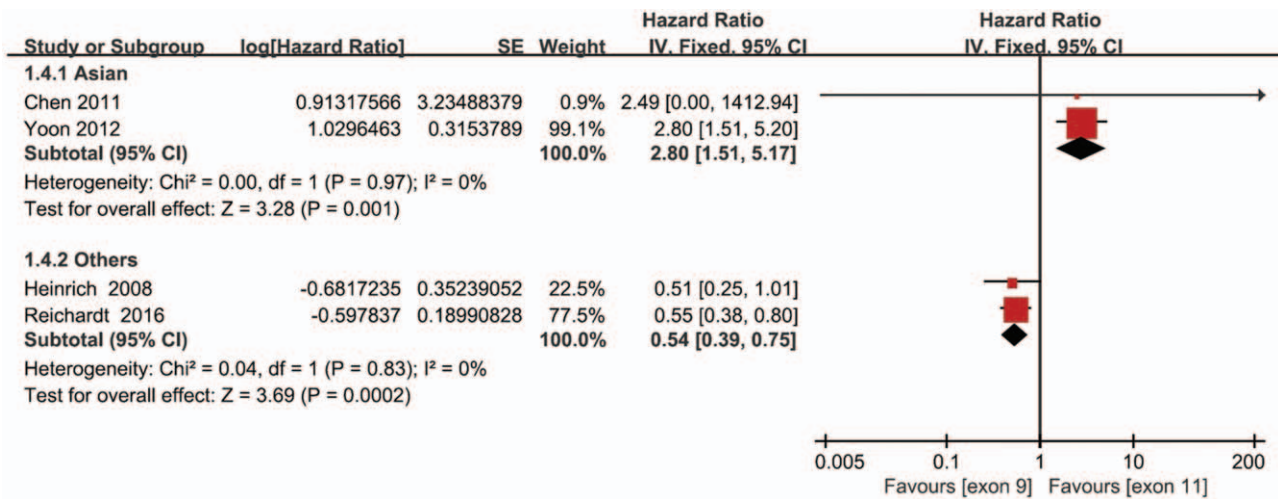 Hazard Ratio Hazard Ratio
Study or Subgroup log[Hazard Ratio] SE Weight IV. Fixed. 95% CI IV. Fixed. 95% CI
1.4.1 Asian
Chen 2011 0.91317566 3.23488379 0.9% 2.49 [0.00, 1412.94]
Yoon 2012 1.0296463 0.3153789 99.1% 2.80 [1.51, 5.20]
Subtotal (95% CI) 100.0% 2.80 [1.51, 5.17]
Heterogeneity: Chi² = 0.00, df = 1 (P = 0.97); I² = 0%
Test for overall effect: Z = 3.28 (P = 0.001)
1.4.2 Others
Heinrich 2008 -0.6817235 0.35239052 22.5% 0.51 [0.25, 1.01]
Reichardt 2016 -0.597837 0.18990828 77.5% 0.55 [0.38, 0.80]
Subtotal (95% CI) 100.0% 0.54 [0.39, 0.75]
Heterogeneity: Chi² = 0.04, df = 1 (P = 0.83); I² = 0%
Test for overall effect: Z = 3.69 (P = 0.0002)
0.005 0.1 1 10 200
Favours [exon 9] Favours [exon 11]